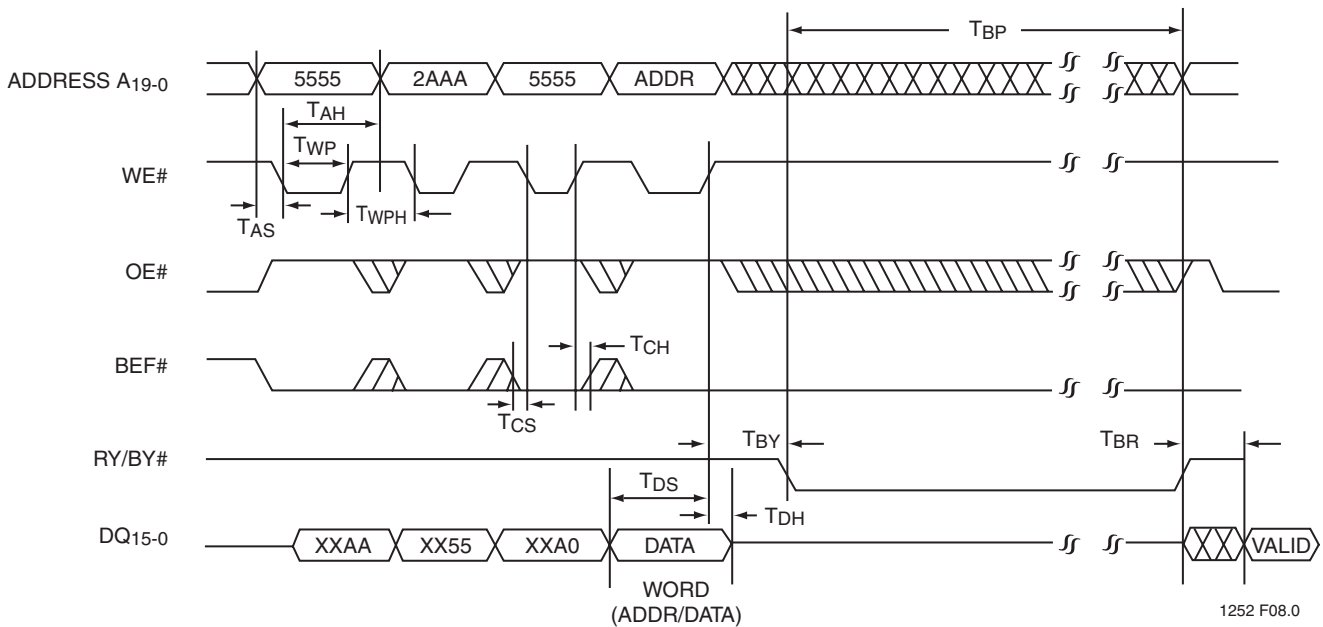 TBP
ADDRESS A19-0
5555
2AAA
5555
ADDR
TAH
TWP
WE#
TAS
TWPH
OE#
BEF#
TCH
TCS
RY/BY#
TBY
TBR
TDS
TDH
DQ15-0
XXAA
XX55
XXA0
DATA
VALID
WORD
(ADDR/DATA)
1252 F08.0